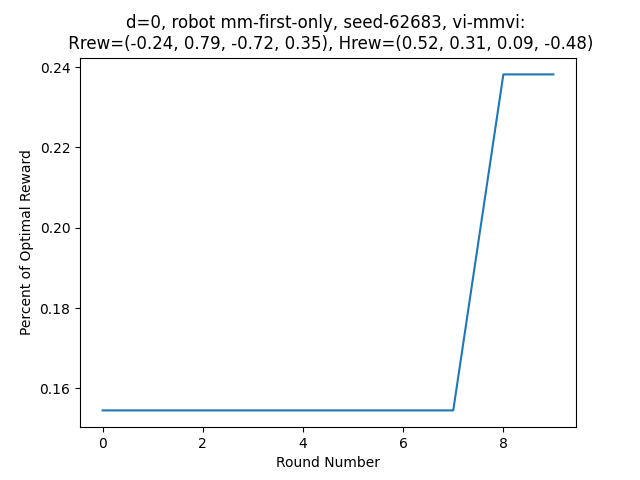 d=0, robot mm-first-only, seed-62683, vi-mmvi:
Rrew=(-0.24, 0.79, -0.72, 0.35), Hrew=(0.52, 0.31, 0.09, -0.48)
Percent of Optimal Reward
0.24
0.22
0.20
0.18
0.16
0 2 4 6 8
Round Number